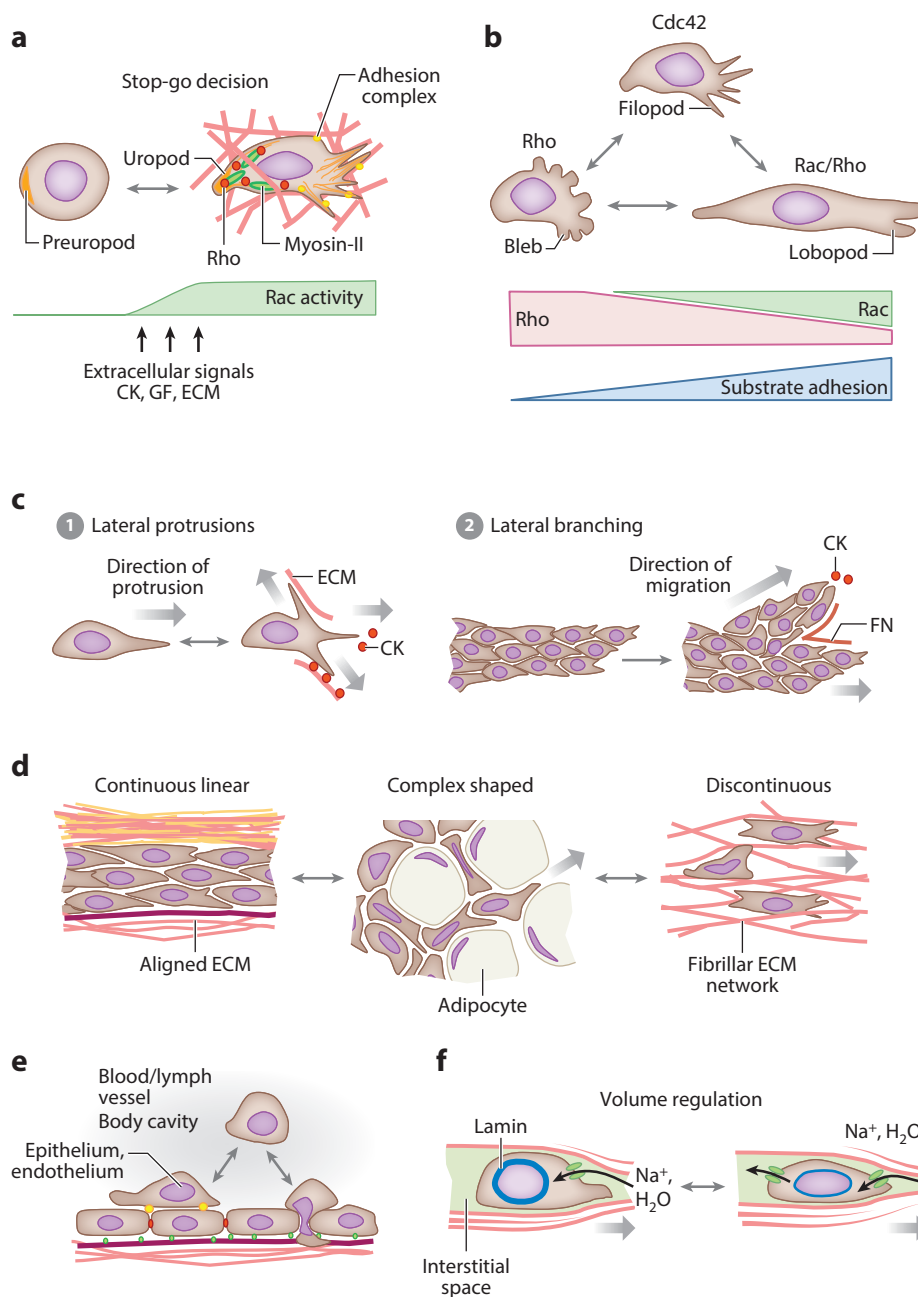 a
Stop-go decision
Adhesion
complex
Uropod
Preuropod
Rho
Myosin-II
Rac activity
Extracellular signals
CK, GF, ECM
b
Cdc42
Filopod
Rho
Rac/Rho
Bleb
Lobopod
Rho
Rac
Substrate adhesion
c
1 Lateral protrusions
Direction of
protrusion
ECM
CK
2 Lateral branching
Direction of
migration
CK
FN
d
Continuous linear
Complex shaped
Discontinuous
Aligned ECM
Adipocyte
Fibrillar ECM
network
e
Blood/lymph
vessel
Body cavity
Epithelium,
endothelium
f
Volume regulation
Lamin
Na⁺,
H₂O
Na⁺, H₂O
Interstitial
space